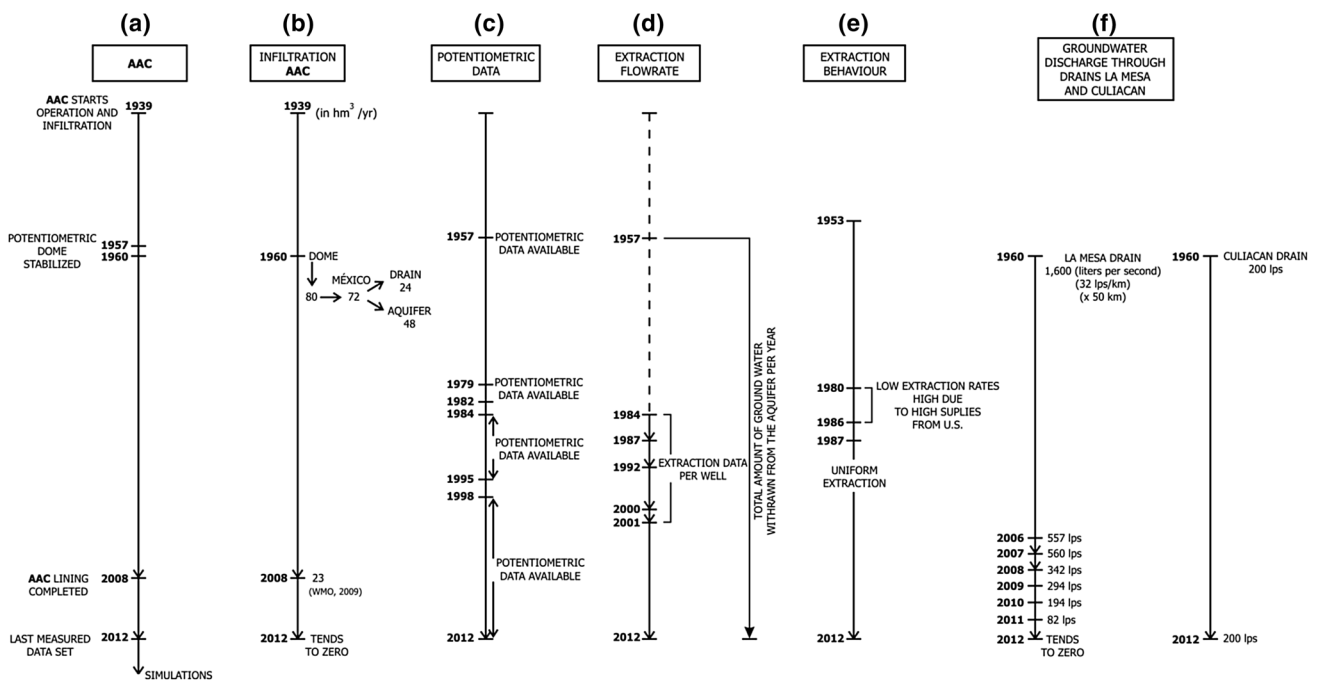 (a)
AAC
AAC STARTS
OPERATION AND
INFILTRATION
1939
POTENTIOMETRIC
DOME
STABILIZED
1957
1960
AAC LINING
COMPLETED
2008
LAST MEASURED
DATA SET
2012
SIMULATIONS
(b)
INFILTRATION
AAC
1939 (in hm³ /yr)
1960 DOME
80
MÉXICO
72
DRAIN
24
AQUIFER
48
2008 23
(WMO, 2009)
2012 TENDS
TO ZERO
(c)
POTENTIOMETRIC
DATA
1957 POTENTIOMETRIC
DATA AVAILABLE
1979 POTENTIOMETRIC
DATA AVAILABLE
1982
1984
POTENTIOMETRIC
DATA AVAILABLE
1995
1998
POTENTIOMETRIC
DATA AVAILABLE
2012
(d)
EXTRACTION
FLOWRATE
1957
1984
1987
1992
EXTRACTION DATA
PER WELL
2000
2001
2012
TOTAL AMOUNT OF GROUND WATER
WITHRAWN FROM THE AQUIFER PER YEAR
(e)
EXTRACTION
BEHAVIOUR
1953
1980
LOW EXTRACTION RATES
HIGH DUE
TO HIGH SUPLIES
FROM U.S.
1986
1987
UNIFORM
EXTRACTION
2012
(f)
GROUNDWATER
DISCHARGE THROUGH
DRAINS LA MESA
AND CULIACAN
1960 LA MESA DRAIN
1,600 (liters per second)
(32 lps/km)
(x 50 km)
2006 557 lps
2007 560 lps
2008 342 lps
2009 294 lps
2010 194 lps
2011 82 lps
2012 TENDS
TO ZERO
1960 CULIACAN DRAIN
200 lps
2012 200 lps